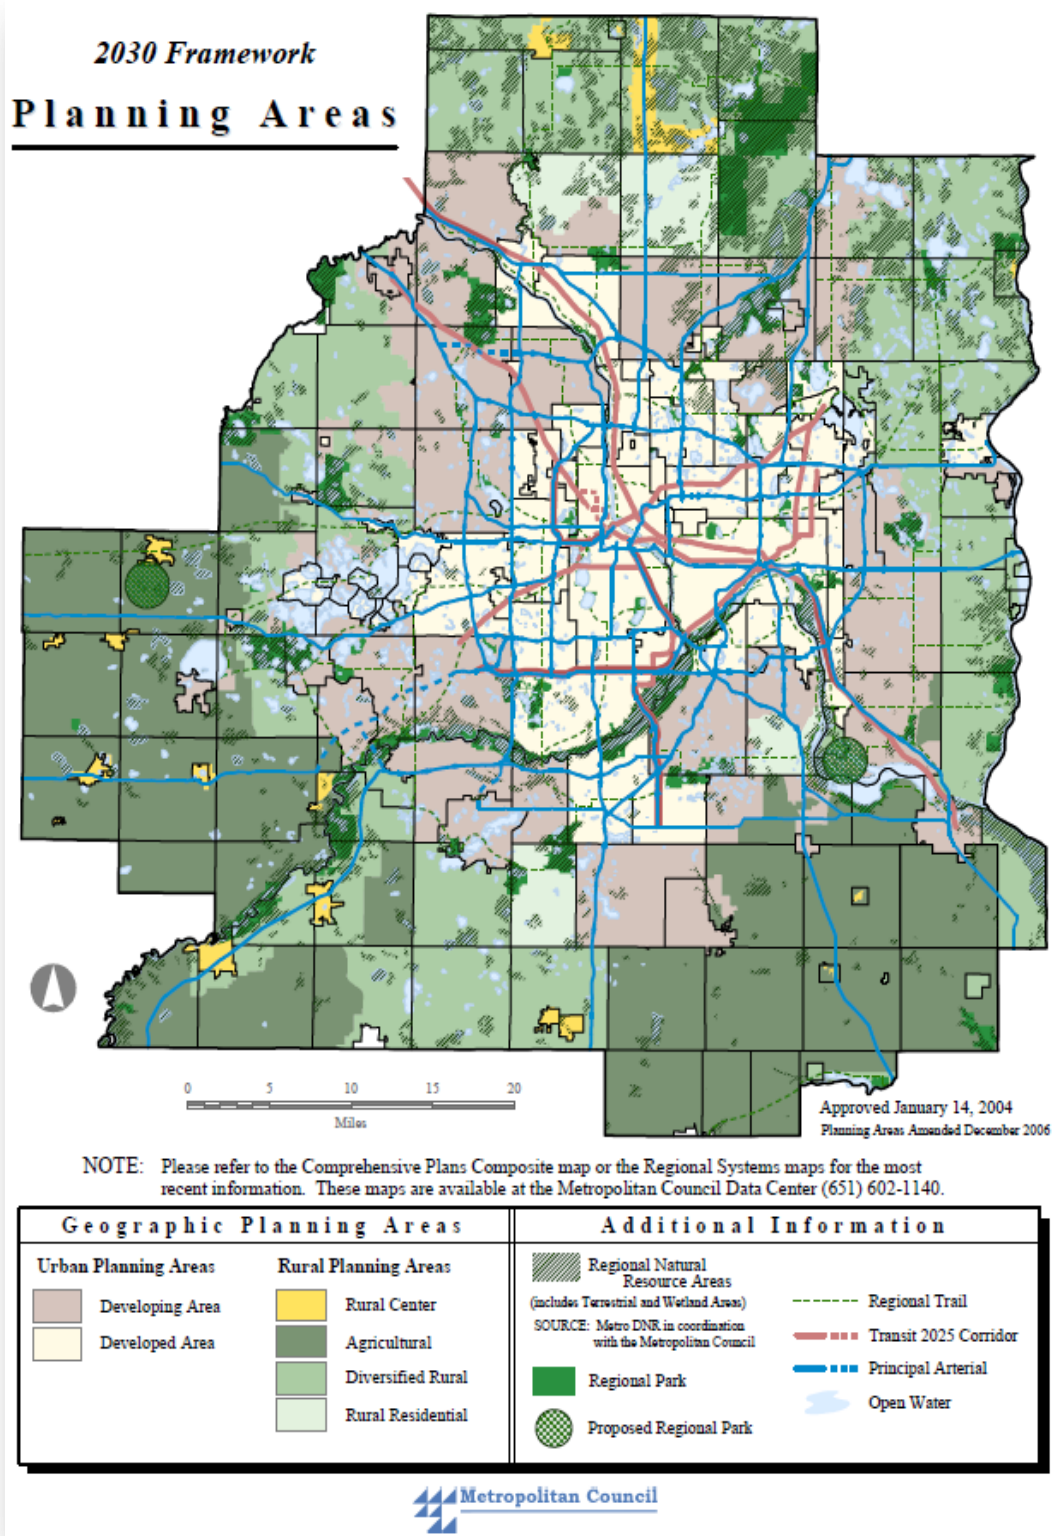 2030 Framework
Planning Areas
0 5 10 15 20
Miles
Approved January 14, 2004
Planning Areas Amended December 2006
NOTE: Please refer to the Comprehensive Plans Composite map or the Regional Systems maps for the most
recent information. These maps are available at the Metropolitan Council Data Center (651) 602-1140.
Geographic Planning Areas
Urban Planning Areas
Developing Area
Developed Area
Rural Planning Areas
Rural Center
Agricultural
Diversified Rural
Rural Residential
Additional Information
Regional Natural
Resource Areas
(includes Terrestrial and Wetland Areas)
SOURCE: Metro DNR in coordination
with the Metropolitan Council
Regional Park
Proposed Regional Park
Regional Trail
Transit 2025 Corridor
Principal Arterial
Open Water
Metropolitan Council